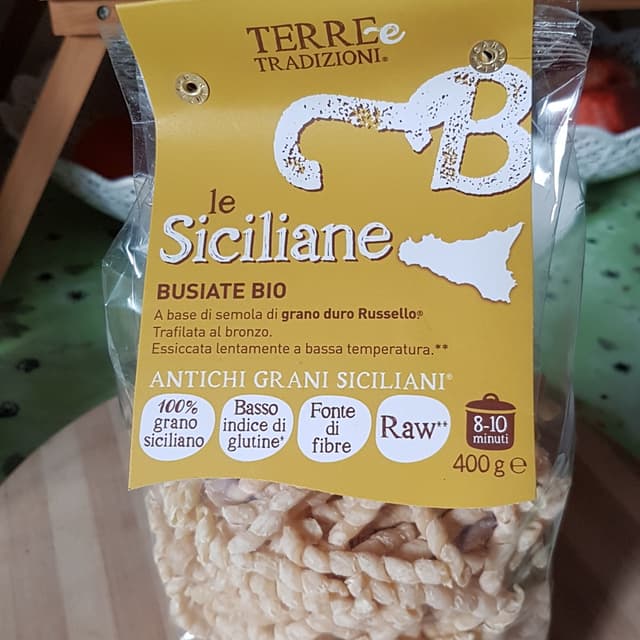 TERRE e
TRADIZIONI®
B
le
Siciliane
BUSIATE BIO
A base di semola di grano duro Russello®
Trafilata al bronzo.
Essiccata lentamente a bassa temperatura.**
ANTICHI GRANI SICILIANI®
100%
grano
siciliano
Basso
indice di
glutine+
Fonte
di
fibre
Raw**
8-10
minuti
400 g e